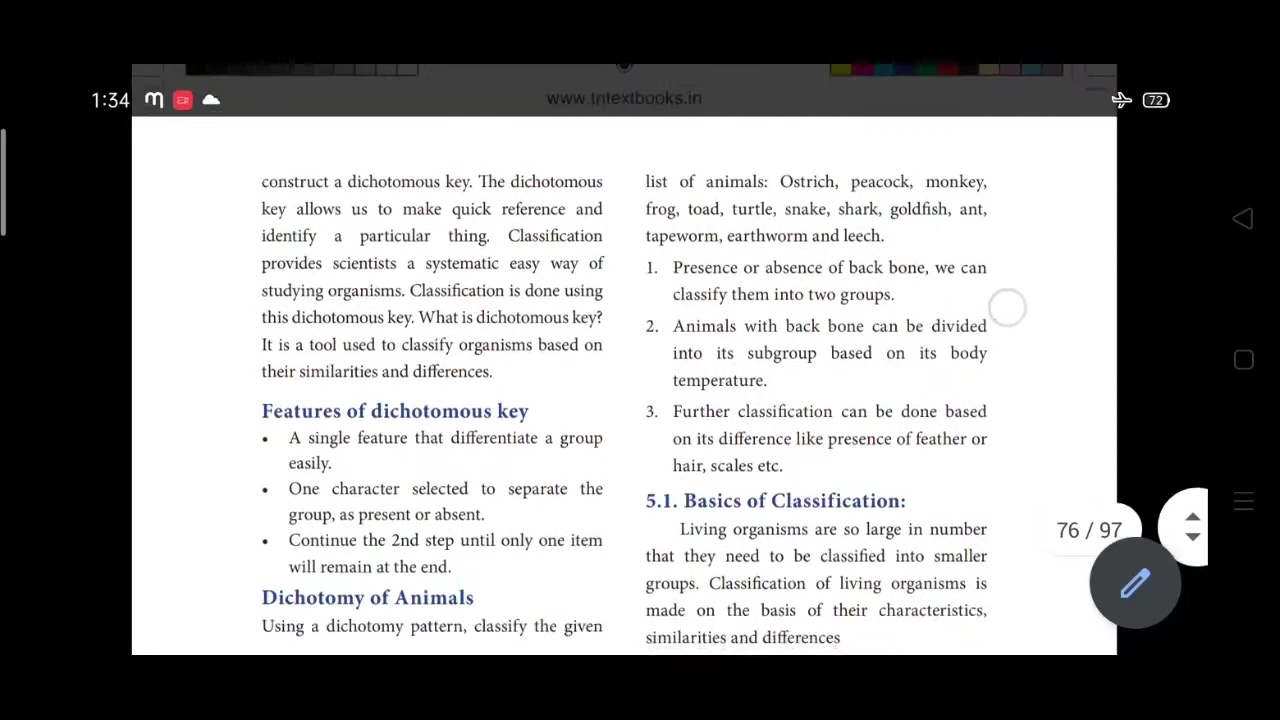 1:34
72
www.tntextbooks.in
construct a dichotomous key. The dichotomous
key allows us to make quick reference and
identify a particular thing. Classification
provides scientists a systematic easy way of
studying organisms. Classification is done using
this dichotomous key. What is dichotomous key?
It is a tool used to classify organisms based on
their similarities and differences.
Features of dichotomous key
• A single feature that differentiate a group
easily.
• One character selected to separate the
group, as present or absent.
• Continue the 2nd step until only one item
will remain at the end.
Dichotomy of Animals
Using a dichotomy pattern, classify the given
list of animals: Ostrich, peacock, monkey,
frog, toad, turtle, snake, shark, goldfish, ant,
tapeworm, earthworm and leech.
1. Presence or absence of back bone, we can
classify them into two groups.
2. Animals with back bone can be divided
into its subgroup based on its body
temperature.
3. Further classification can be done based
on its difference like presence of feather or
hair, scales etc.
5.1. Basics of Classification:
Living organisms are so large in number
that they need to be classified into smaller
groups. Classification of living organisms is
made on the basis of their characteristics,
similarities and differences
76 / 97